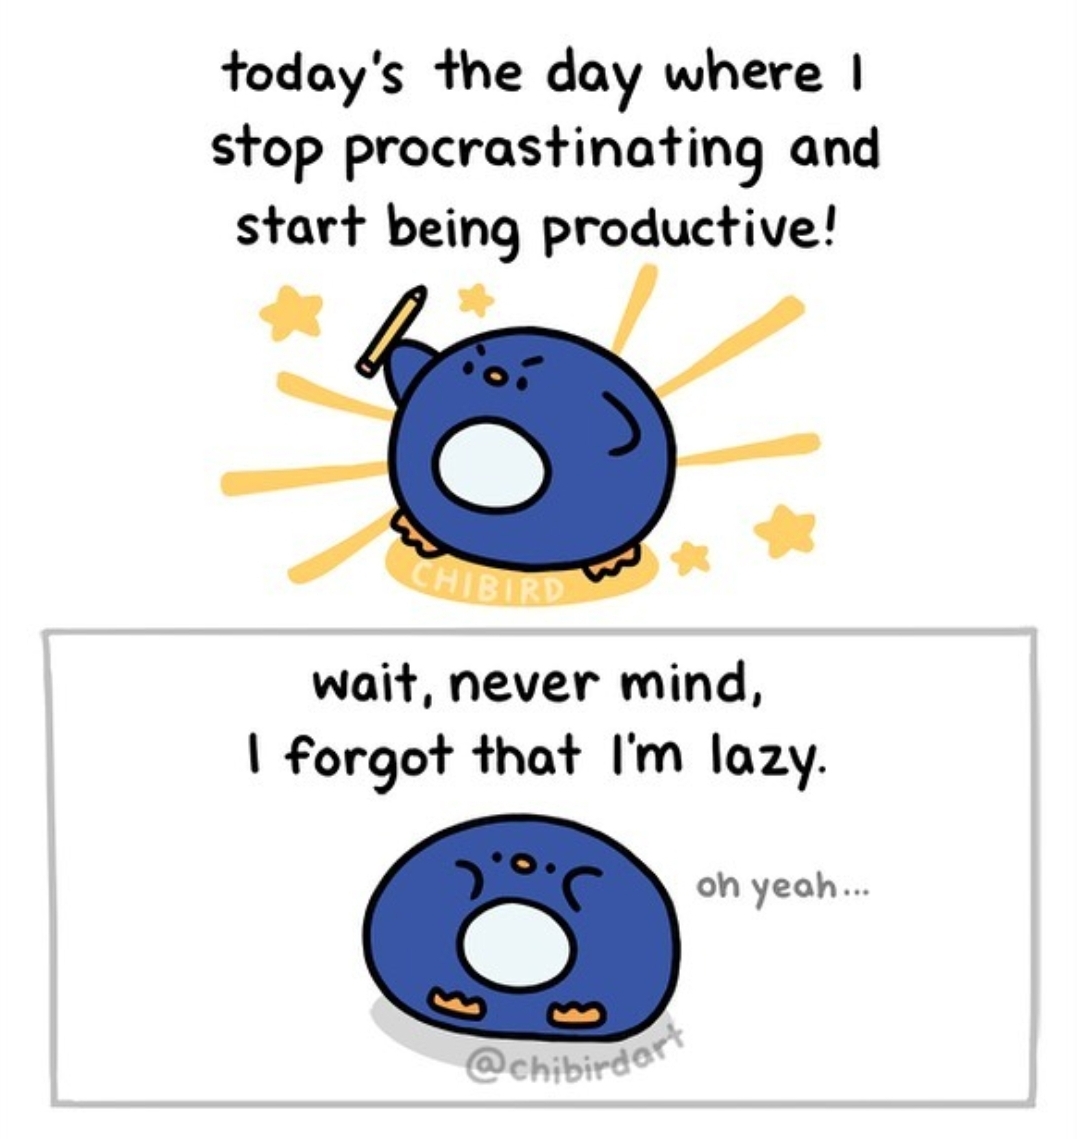 today's the day where I
stop procrastinating and
start being productive!
CHIBIRD
wait, never mind,
I forgot that I'm lazy.
oh yeah...
@chibirdart